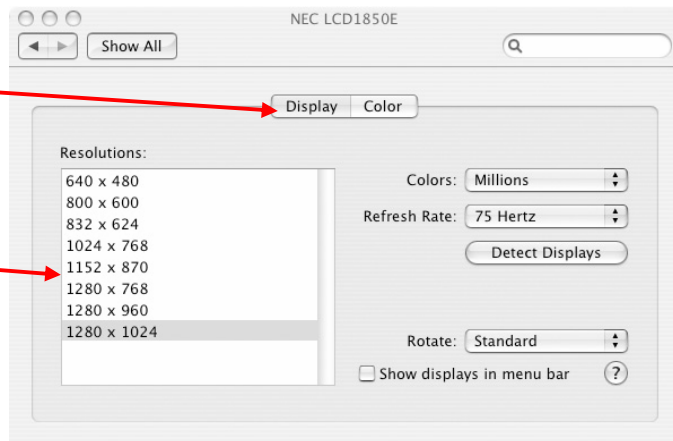 NEC LCD1850E
Show All
Display Color
Resolutions:
640 x 480
800 x 600
832 x 624
1024 x 768
1152 x 870
1280 x 768
1280 x 960
1280 x 1024
Colors: Millions
Refresh Rate: 75 Hertz
Detect Displays
Rotate: Standard
Show displays in menu bar ?